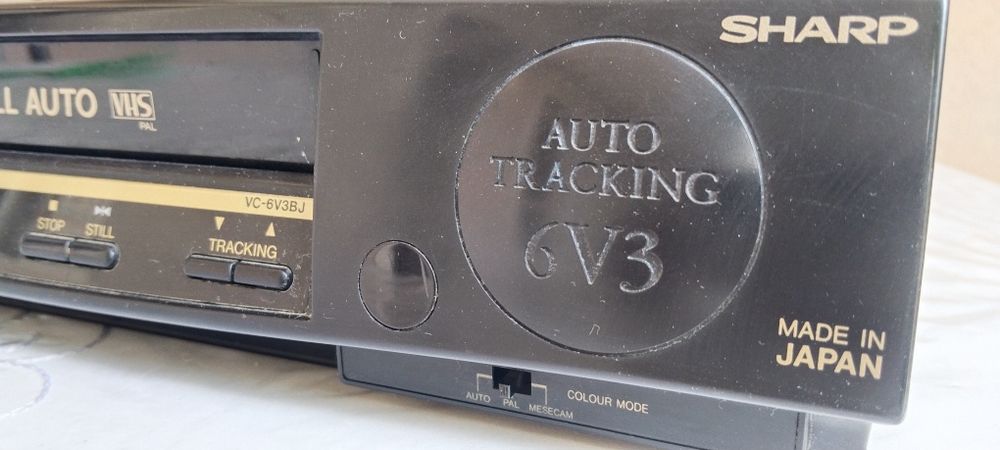 SHARP
LL AUTO VHS
PAL
AUTO
TRACKING
6V3
VC-6V3BJ
STOP STILL
TRACKING
MADE IN
JAPAN
AUTO PAL MESECAM COLOUR MODE